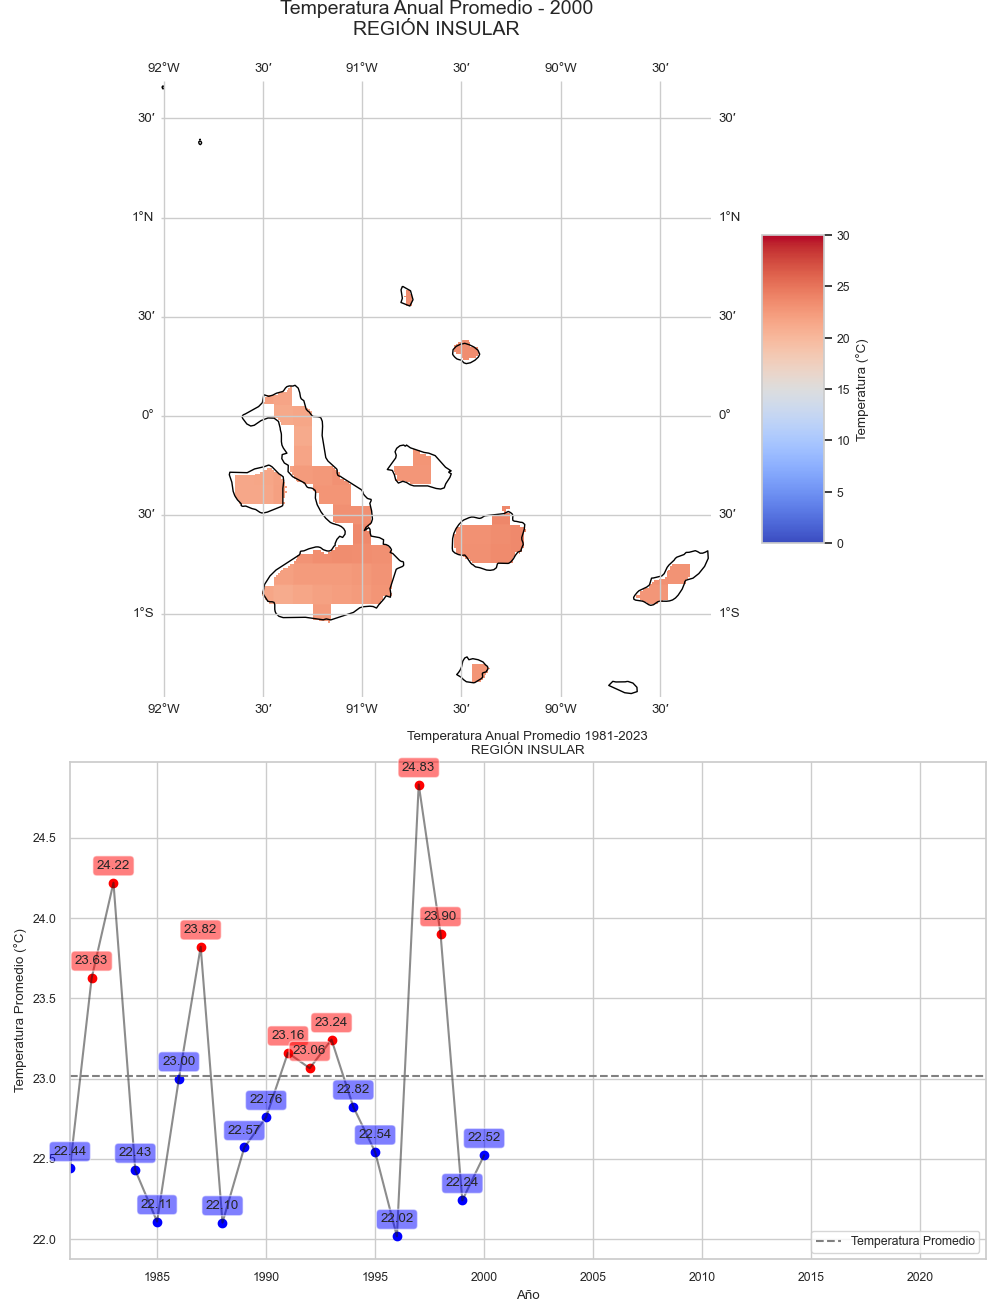 Temperatura Anual Promedio - 2000
REGIÓN INSULAR
92°W 30′ 91°W 30′ 90°W 30′
30′ 30′
1°N 1°N
30′ 30′
0° 0°
30′ 30′
1°S 1°S
92°W 30′ 91°W 30′ 90°W 30′
30
25
20
15
10
5
0
Temperatura (°C)
Temperatura Anual Promedio 1981-2023
REGIÓN INSULAR
Temperatura Promedio (°C)
24.5
24.0
23.5
23.0
22.5
22.0
22.44
23.63
24.22
22.43
22.11
23.00
23.82
22.10
22.57
22.76
23.16
23.06
23.24
22.82
22.54
22.02
24.83
23.90
22.24
22.52
Temperatura Promedio
1985 1990 1995 2000 2005 2010 2015 2020
Año